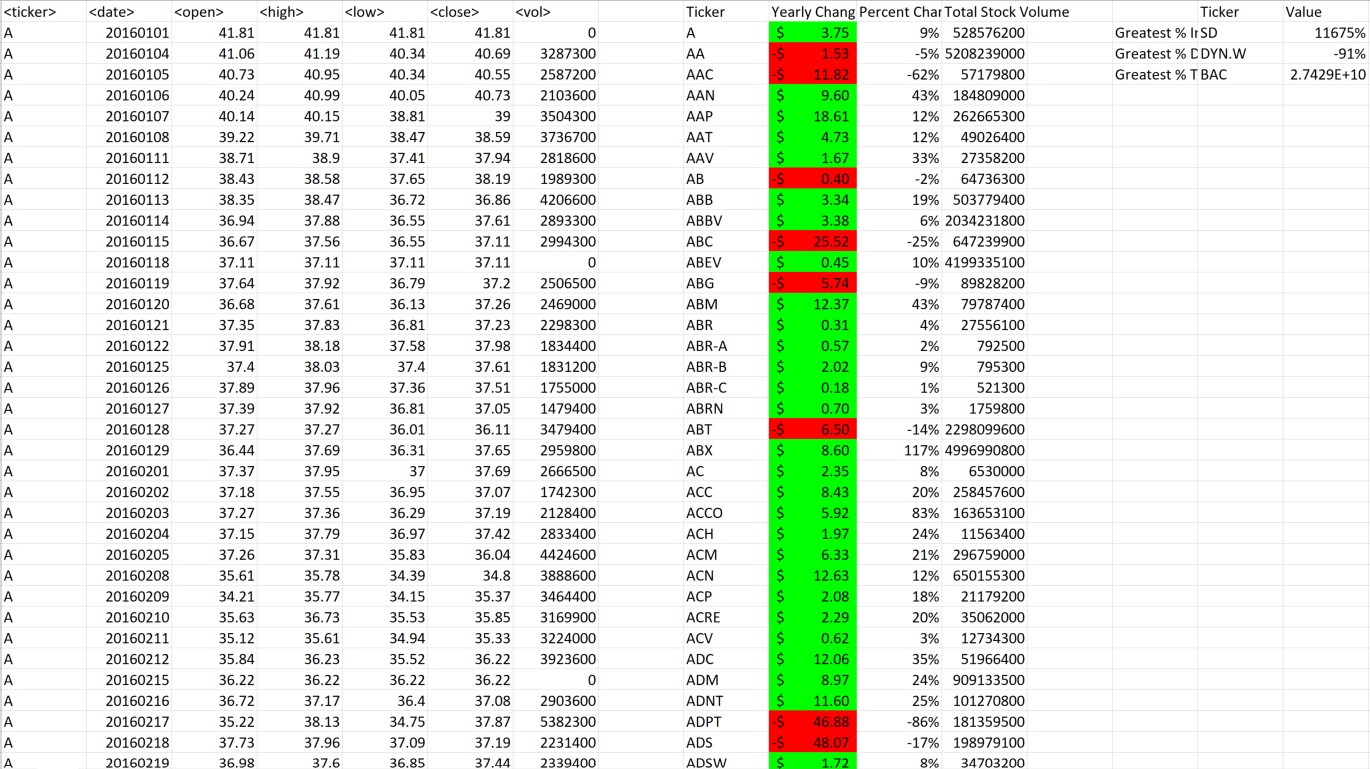 <ticker> <date> <open> <high> <low> <close> <vol> Ticker Yearly Chang Percent Char Total Stock Volume Ticker Value
A 20160101 41.81 41.81 41.81 41.81 0 A $ 3.75 9% 528576200 Greatest % Ir SD 11675%
A 20160104 41.06 41.19 40.34 40.69 3287300 AA -$ 1.53 -5% 5208239000 Greatest % D DYN.W -91%
A 20160105 40.73 40.95 40.34 40.55 2587200 AAC -$ 11.82 -62% 57179800 Greatest % T BAC 2.7429E+10
A 20160106 40.24 40.99 40.05 40.73 2103600 AAN $ 9.60 43% 184809000
A 20160107 40.14 40.15 38.81 39 3504300 AAP $ 18.61 12% 262665300
A 20160108 39.22 39.71 38.47 38.59 3736700 AAT $ 4.73 12% 49026400
A 20160111 38.71 38.9 37.41 37.94 2818600 AAV $ 1.67 33% 27358200
A 20160112 38.43 38.58 37.65 38.19 1989300 AB -$ 0.40 -2% 64736300
A 20160113 38.35 38.47 36.72 36.86 4206600 ABB $ 3.34 19% 503779400
A 20160114 36.94 37.88 36.55 37.61 2893300 ABBV $ 3.38 6% 2034231800
A 20160115 36.67 37.56 36.55 37.11 2994300 ABC -$ 25.52 -25% 647239900
A 20160118 37.11 37.11 37.11 37.11 0 ABEV $ 0.45 10% 4199335100
A 20160119 37.64 37.92 36.79 37.2 2506500 ABG -$ 5.74 -9% 89828200
A 20160120 36.68 37.61 36.13 37.26 2469000 ABM $ 12.37 43% 79787400
A 20160121 37.35 37.83 36.81 37.23 2298300 ABR $ 0.31 4% 27556100
A 20160122 37.91 38.18 37.58 37.98 1834400 ABR-A $ 0.57 2% 792500
A 20160125 37.4 38.03 37.4 37.61 1831200 ABR-B $ 2.02 9% 795300
A 20160126 37.89 37.96 37.36 37.51 1755000 ABR-C $ 0.18 1% 521300
A 20160127 37.39 37.92 36.81 37.05 1479400 ABRN $ 0.70 3% 1759800
A 20160128 37.27 37.27 36.01 36.11 3479400 ABT -$ 6.50 -14% 2298099600
A 20160129 36.44 37.69 36.31 37.65 2959800 ABX $ 8.60 117% 4996990800
A 20160201 37.37 37.95 37 37.69 2666500 AC $ 2.35 8% 6530000
A 20160202 37.18 37.55 36.95 37.07 1742300 ACC $ 8.43 20% 258457600
A 20160203 37.27 37.36 36.29 37.19 2128400 ACCO $ 5.92 83% 163653100
A 20160204 37.15 37.79 36.97 37.42 2833400 ACH $ 1.97 24% 11563400
A 20160205 37.26 37.31 35.83 36.04 4424600 ACM $ 6.33 21% 296759000
A 20160208 35.61 35.78 34.39 34.8 3888600 ACN $ 12.63 12% 650155300
A 20160209 34.21 35.77 34.15 35.37 3464400 ACP $ 2.08 18% 21179200
A 20160210 35.63 36.73 35.53 35.85 3169900 ACRE $ 2.29 20% 35062000
A 20160211 35.12 35.61 34.94 35.33 3224000 ACV $ 0.62 3% 12734300
A 20160212 35.84 36.23 35.52 36.22 3923600 ADC $ 12.06 35% 51966400
A 20160215 36.22 36.22 36.22 36.22 0 ADM $ 8.97 24% 909133500
A 20160216 36.72 37.17 36.4 37.08 2903600 ADNT $ 11.60 25% 101270800
A 20160217 35.22 38.13 34.75 37.87 5382300 ADPT -$ 46.88 -86% 181359500
A 20160218 37.73 37.96 37.09 37.19 2231400 ADS -$ 48.07 -17% 198979100
A 20160219 36.98 37.6 36.85 37.44 2339400 ADSW $ 1.72 8% 34703200